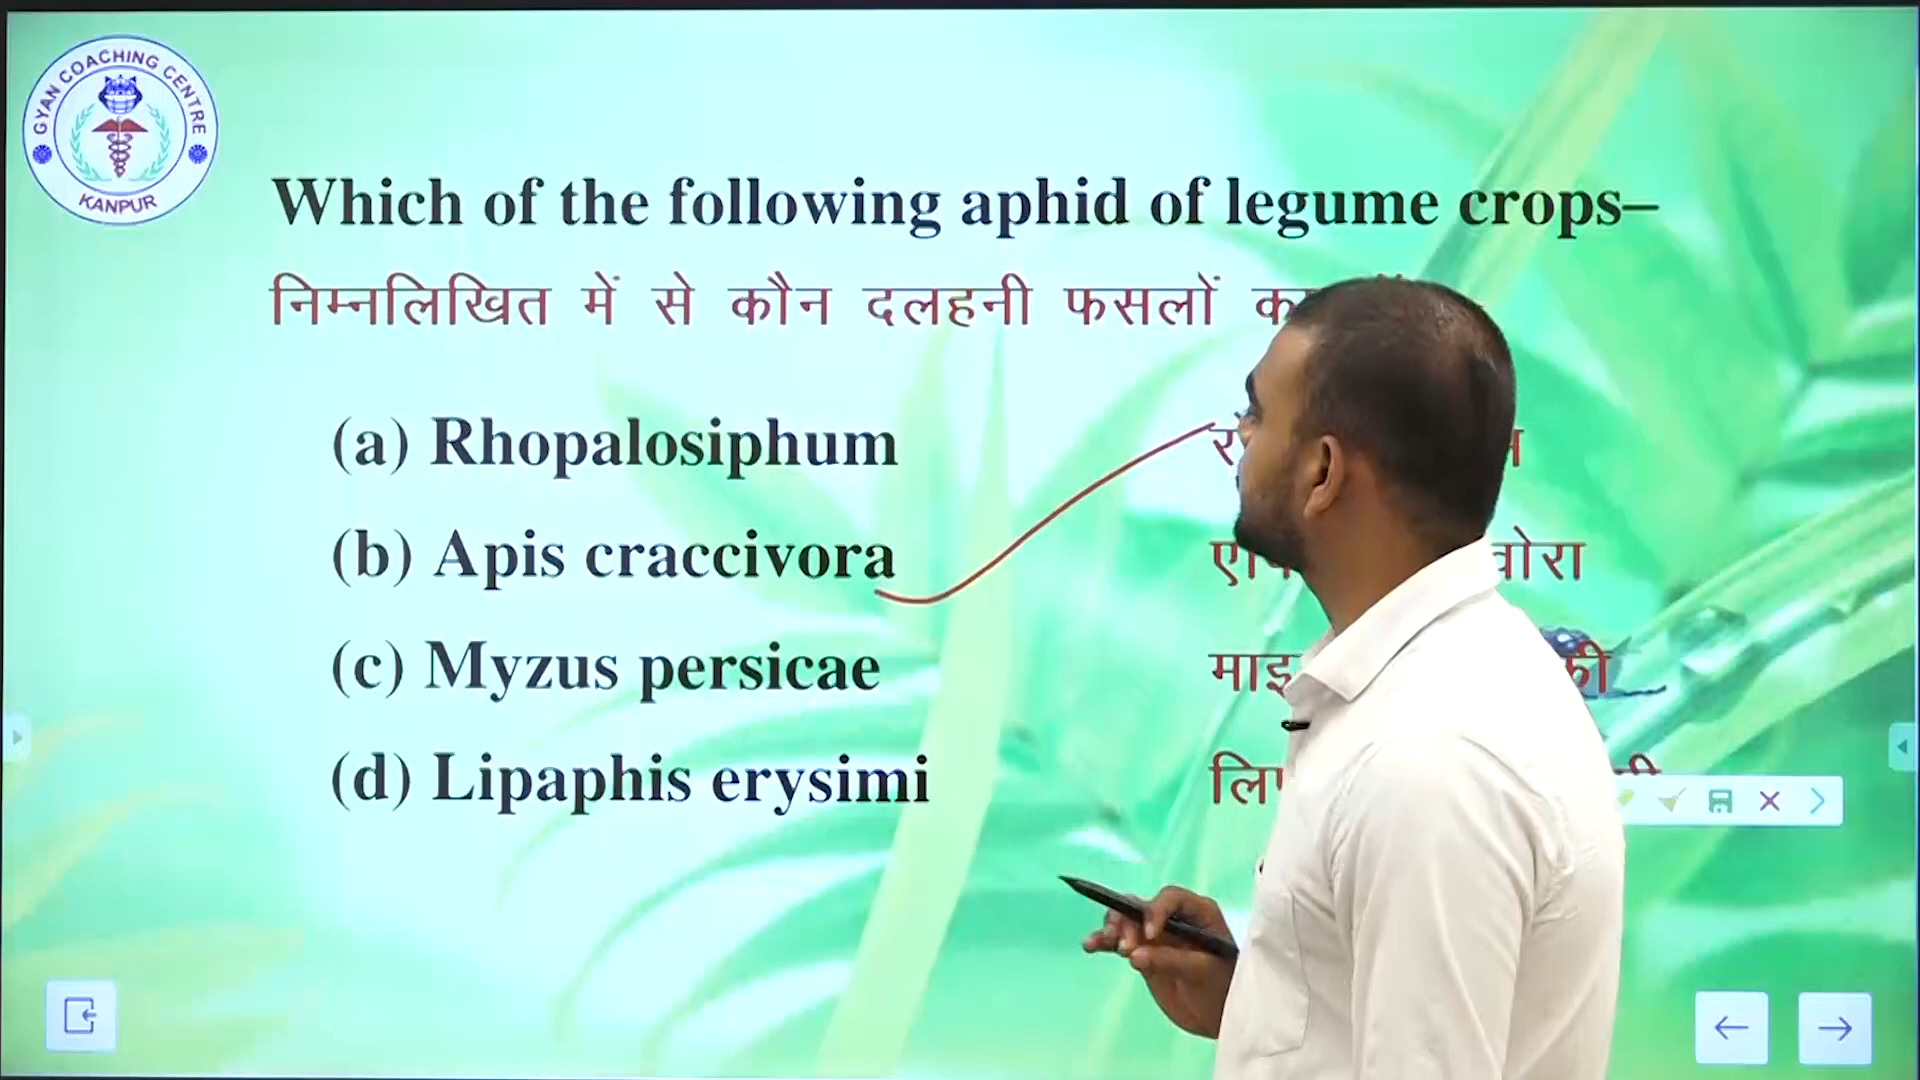 GYAN COACHING CENTRE
KANPUR
Which of the following aphid of legume crops–
निम्नलिखित में से कौन दलहनी फसलों
(a) Rhopalosiphum
(b) Apis craccivora
(c) Myzus persicae
(d) Lipaphis erysimi